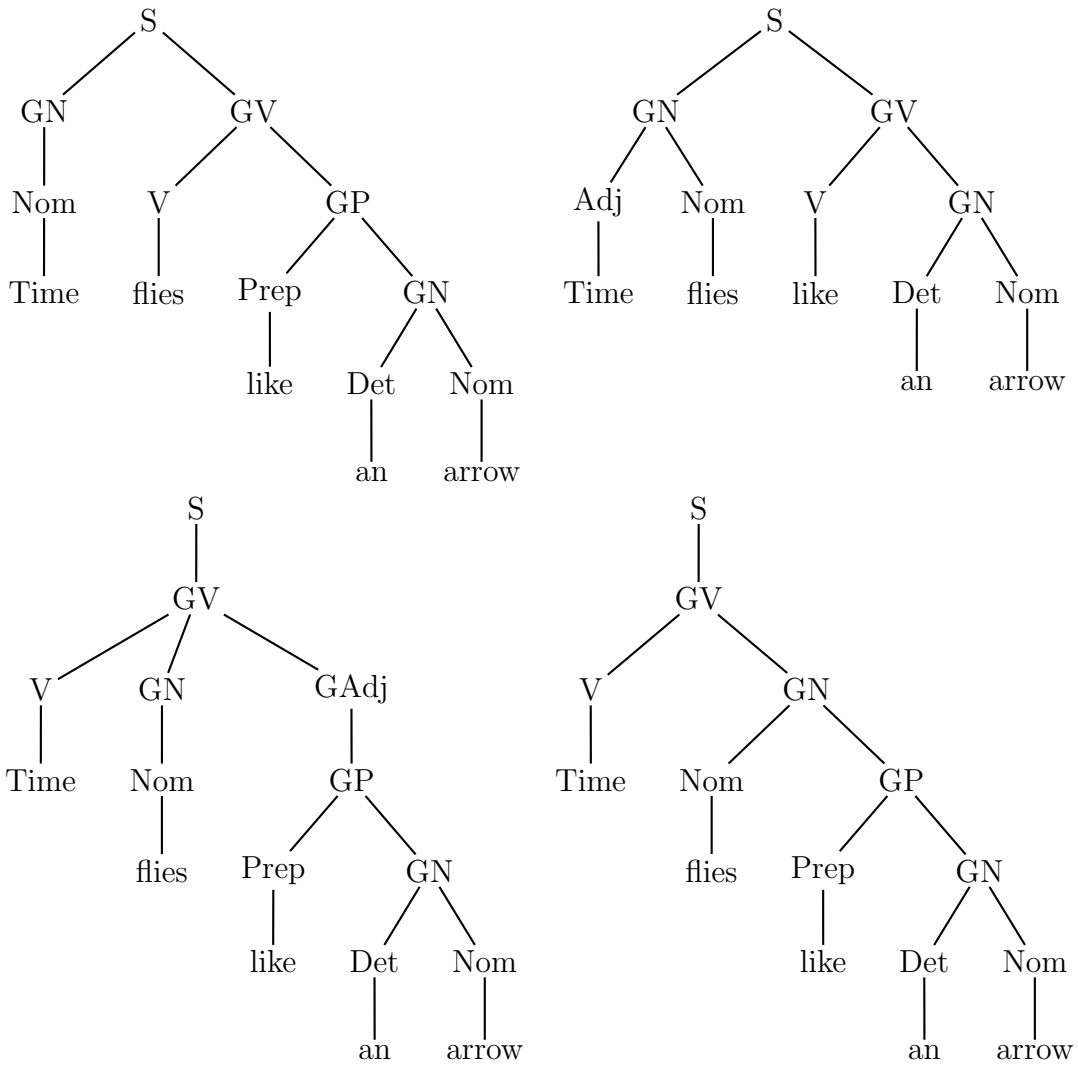 S
GN GV
Nom V GP
Time flies Prep GN
like Det Nom
an arrow
S
GN GV
Adj Nom V GN
Time flies like Det Nom
an arrow
S
GV
V GN GAdj
Time Nom GP
flies Prep GN
like Det Nom
an arrow
S
GV
V GN
Time Nom GP
flies Prep GN
like Det Nom
an arrow